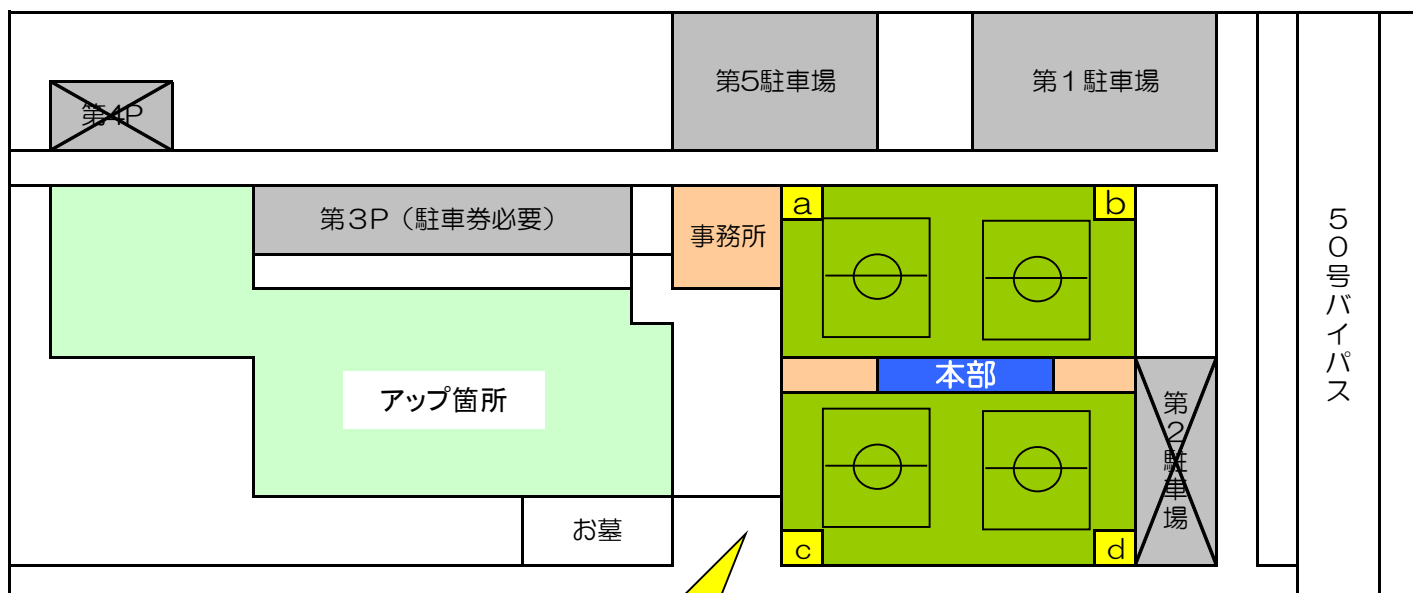 第5駐車場
第１駐車場
第4P
第３Ｐ（駐車券必要）
事務所
a
b
５０号バイパス
本部
アップ箇所
第２駐車場
お墓
c
d